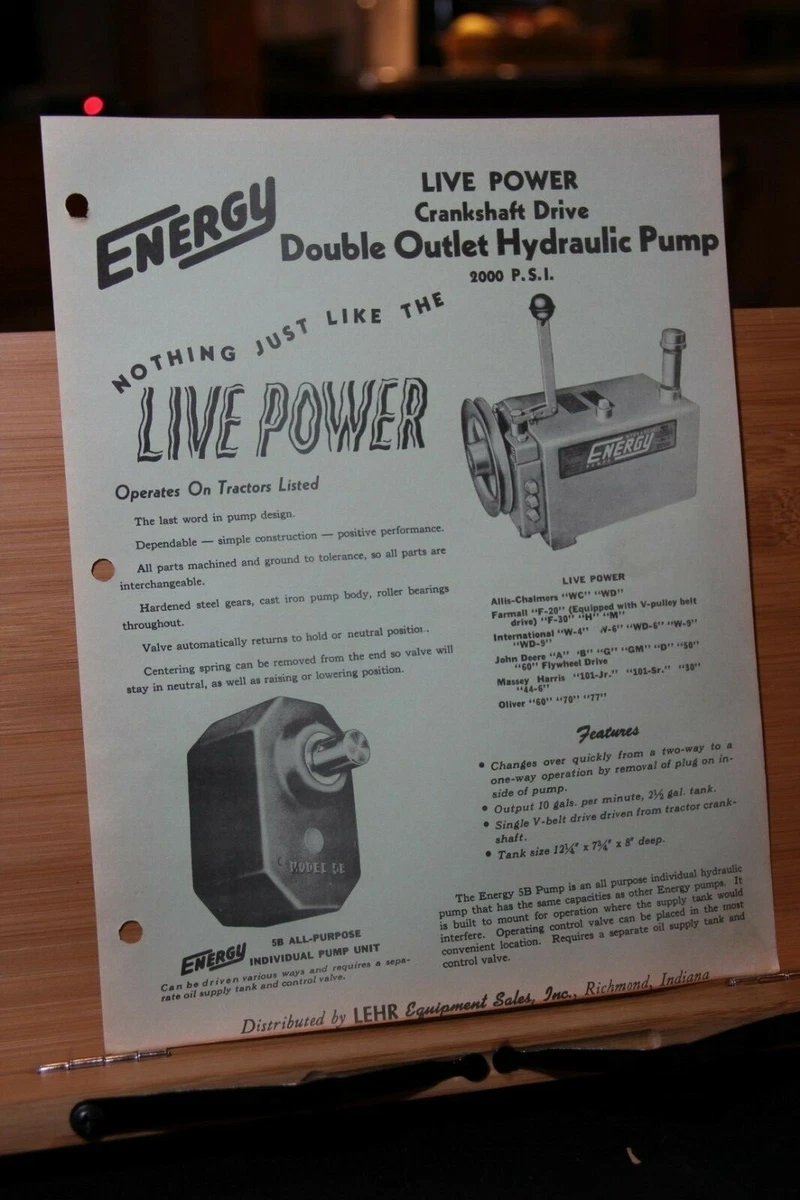 ENERGY
LIVE POWER
Crankshaft Drive
Double Outlet Hydraulic Pump
2000 P.S.I.
NOTHING JUST LIKE THE
LIVE POWER
Operates On Tractors Listed
The last word in pump design.
Dependable — simple construction — positive performance.
All parts machined and ground to tolerance, so all parts are
interchangeable.
Hardened steel gears, cast iron pump body, roller bearings
throughout.
Valve automatically returns to hold or neutral position.
Centering spring can be removed from the end so valve will
stay in neutral, as well as raising or lowering position.
ENERGY
LIVE POWER
Allis-Chalmers "WC" "WD"
Farmall "F-20" (Equipped with V-pulley belt
drive) "F-30" "H" "M"
International "W-4" W-6" "WD-6" "W-9"
"WD-9"
John Deere "A" "B" "G" "GM" "D" "50"
"60" Flywheel Drive
Massey Harris "101-Jr." "101-Sr." "30"
"44-6"
Oliver "60" "70" "77"
Features
• Changes over quickly from a two-way to a
one-way operation by removal of plug on in-
side of pump.
• Output 10 gals. per minute, 2½ gal. tank.
• Single V-belt drive driven from tractor crank-
shaft.
• Tank size 12¼" x 7¾" x 8" deep.
MODEL 5B
ENERGY
5B ALL-PURPOSE
INDIVIDUAL PUMP UNIT
Can be driven various ways and requires a sepa-
rate oil supply tank and control valve.
The Energy 5B Pump is an all purpose individual hydraulic
pump that has the same capacities as other Energy pumps. It
is built to mount for operation where the supply tank would
interfere. Operating control valve can be placed in the most
convenient location. Requires a separate oil supply tank and
control valve.
Distributed by LEHR Equipment Sales, Inc., Richmond, Indiana